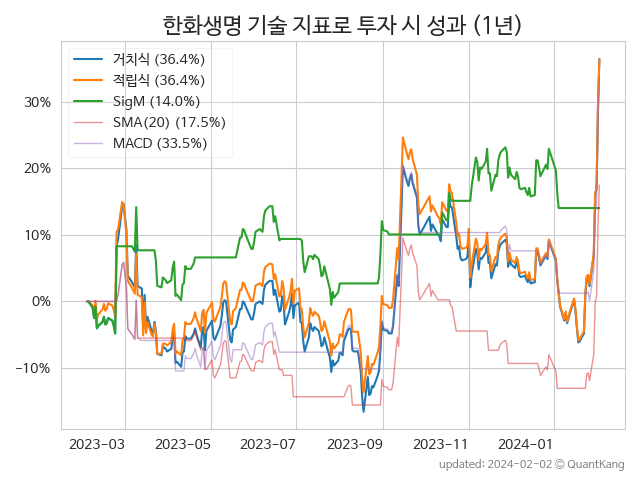 한화생명 기술 지표로 투자 시 성과 (1년)
거치식 (36.4%)
적립식 (36.4%)
SigM (14.0%)
SMA(20) (17.5%)
MACD (33.5%)
30%
20%
10%
0%
−10%
2023-03 2023-05 2023-07 2023-09 2023-11 2024-01
updated: 2024-02-02 © QuantKang